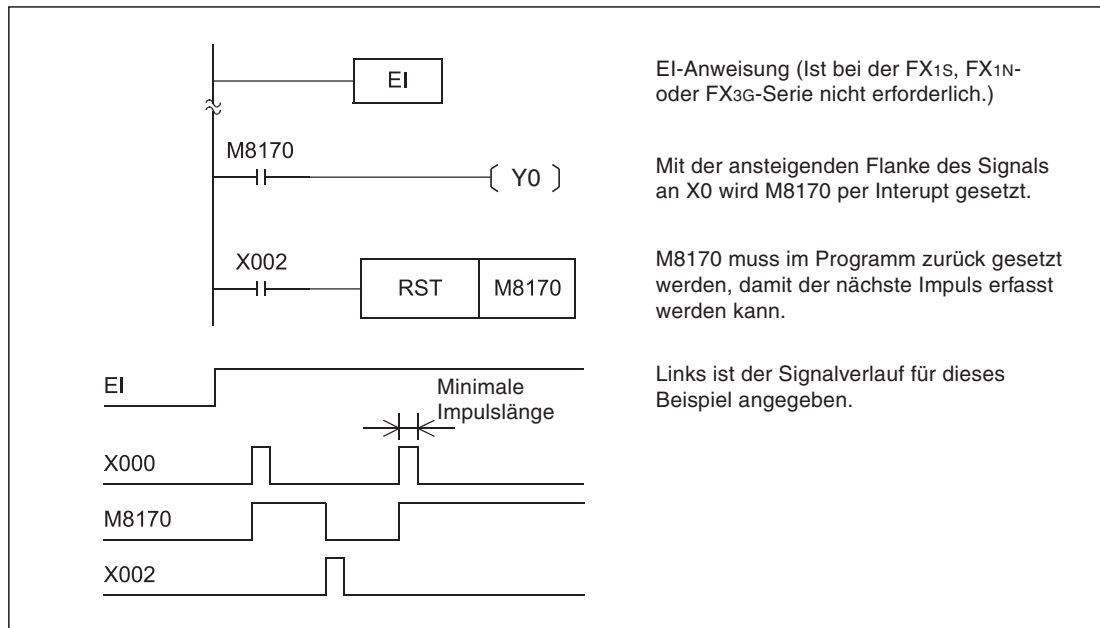 EI
EI-Anweisung (Ist bei der FX1S, FX1N-
oder FX3G-Serie nicht erforderlich.)
M8170
Y0
Mit der ansteigenden Flanke des Signals
an X0 wird M8170 per Interupt gesetzt.
X002
RST M8170
M8170 muss im Programm zurück gesetzt
werden, damit der nächste Impuls erfasst
werden kann.
EI
Minimale
Impulslänge
Links ist der Signalverlauf für dieses
Beispiel angegeben.
X000
M8170
X002